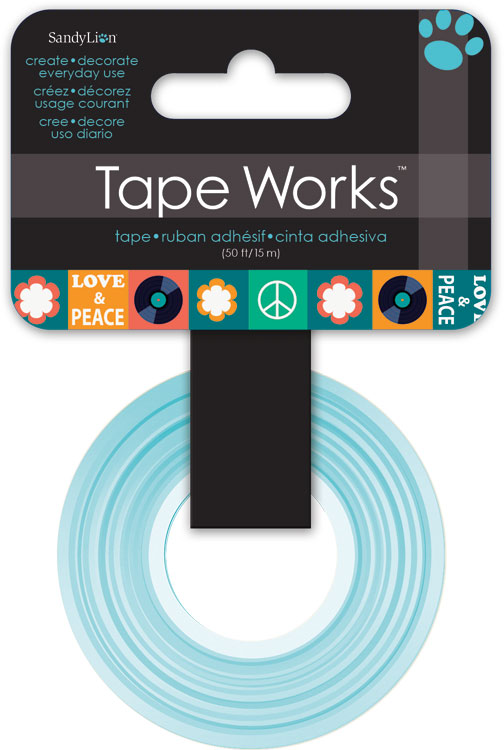 SandyLion™
create•decorate
everyday use
créez•décorez
usage courant
cree•decore
uso diario
Tape Works™
tape•ruban adhésif•cinta adhesiva
(50 ft/15 m)
LOVE
&
PEACE
LOVE
&
PEACE